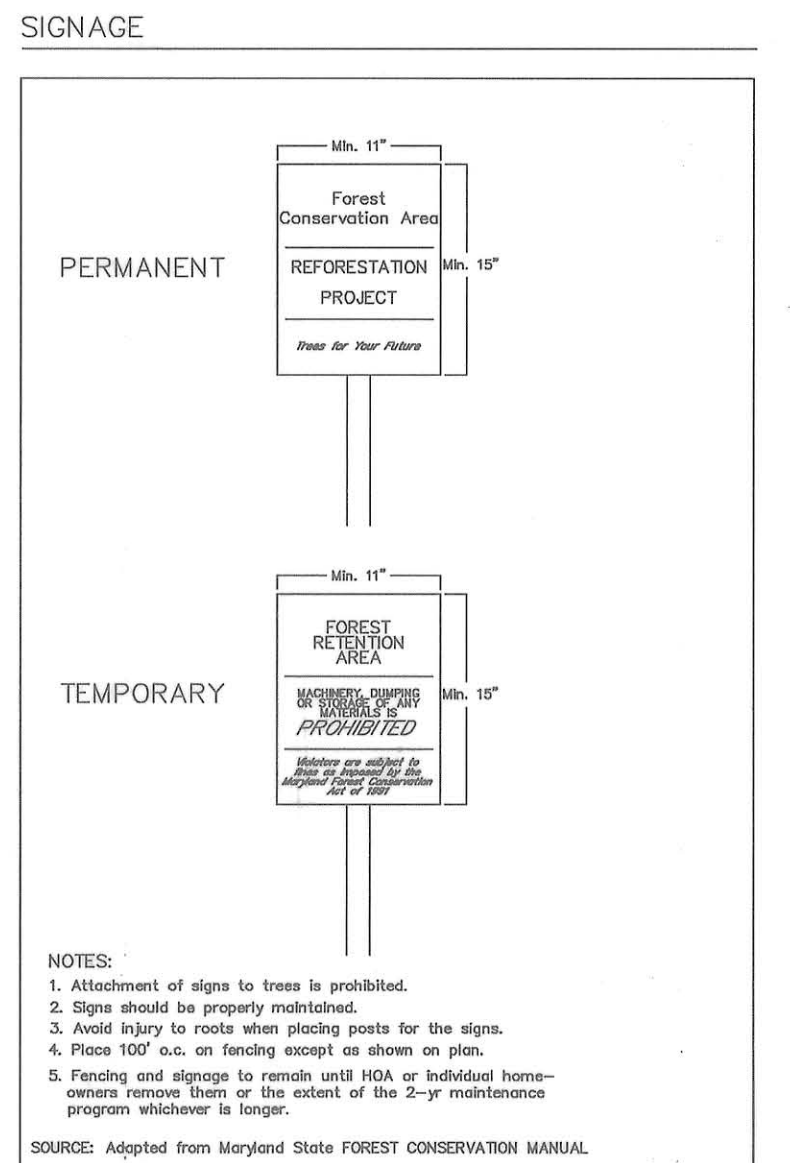 SIGNAGE
Min. 11"
Forest
Conservation Area
PERMANENT
REFORESTATION
Min. 15"
PROJECT
Trees for Your Future
Min. 11"
FOREST
RETENTION
AREA
TEMPORARY
MACHINERY, DUMPING
OR STORAGE OF ANY
MATERIALS IS
PROHIBITED
Min. 15"
Violators are subject to
fines as imposed by the
Maryland Forest Conservation
Act of 1991
NOTES:
1. Attachment of signs to trees is prohibited.
2. Signs should be properly maintained.
3. Avoid injury to roots when placing posts for the signs.
4. Place 100' o.c. on fencing except as shown on plan.
5. Fencing and signage to remain until HOA or individual home-
owners remove them or the extent of the 2-yr maintenance
program whichever is longer.
SOURCE: Adapted from Maryland State FOREST CONSERVATION MANUAL